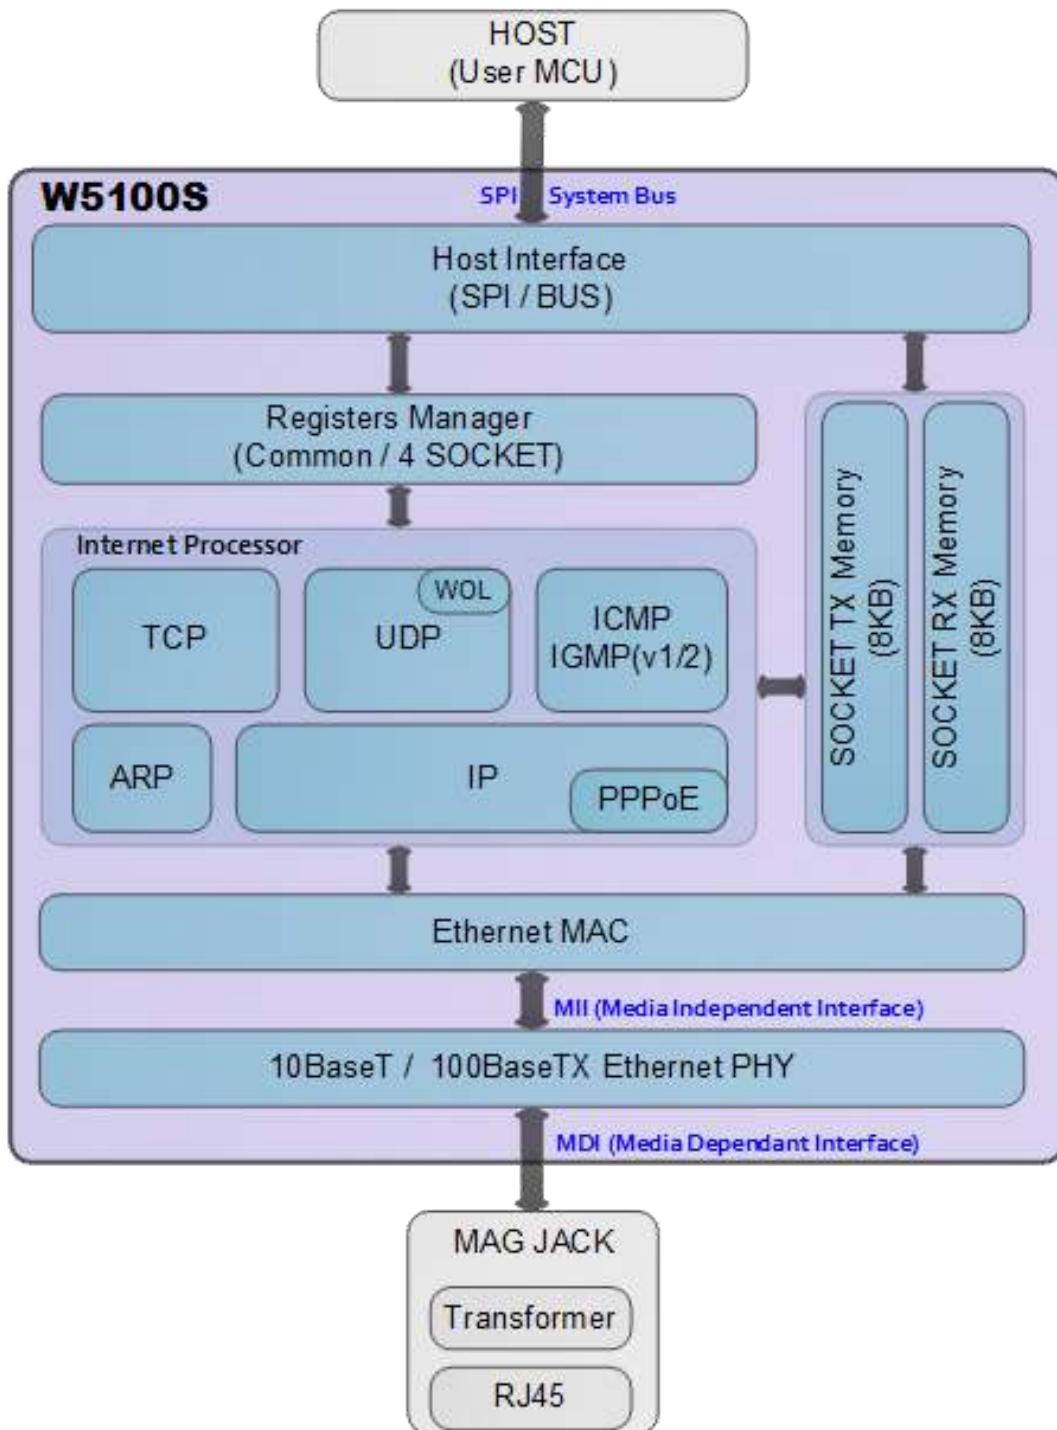 HOST
(User MCU)
W5100S
SPI System Bus
Host Interface
(SPI / BUS)
Registers Manager
(Common / 4 SOCKET)
Internet Processor
TCP
UDP
WOL
ICMP
IGMP(v1/2)
ARP
IP
PPPoE
SOCKET TX Memory
(8KB)
SOCKET RX Memory
(8KB)
Ethernet MAC
MII (Media Independent Interface)
10BaseT / 100BaseTX Ethernet PHY
MDI (Media Dependant Interface)
MAG JACK
Transformer
RJ45